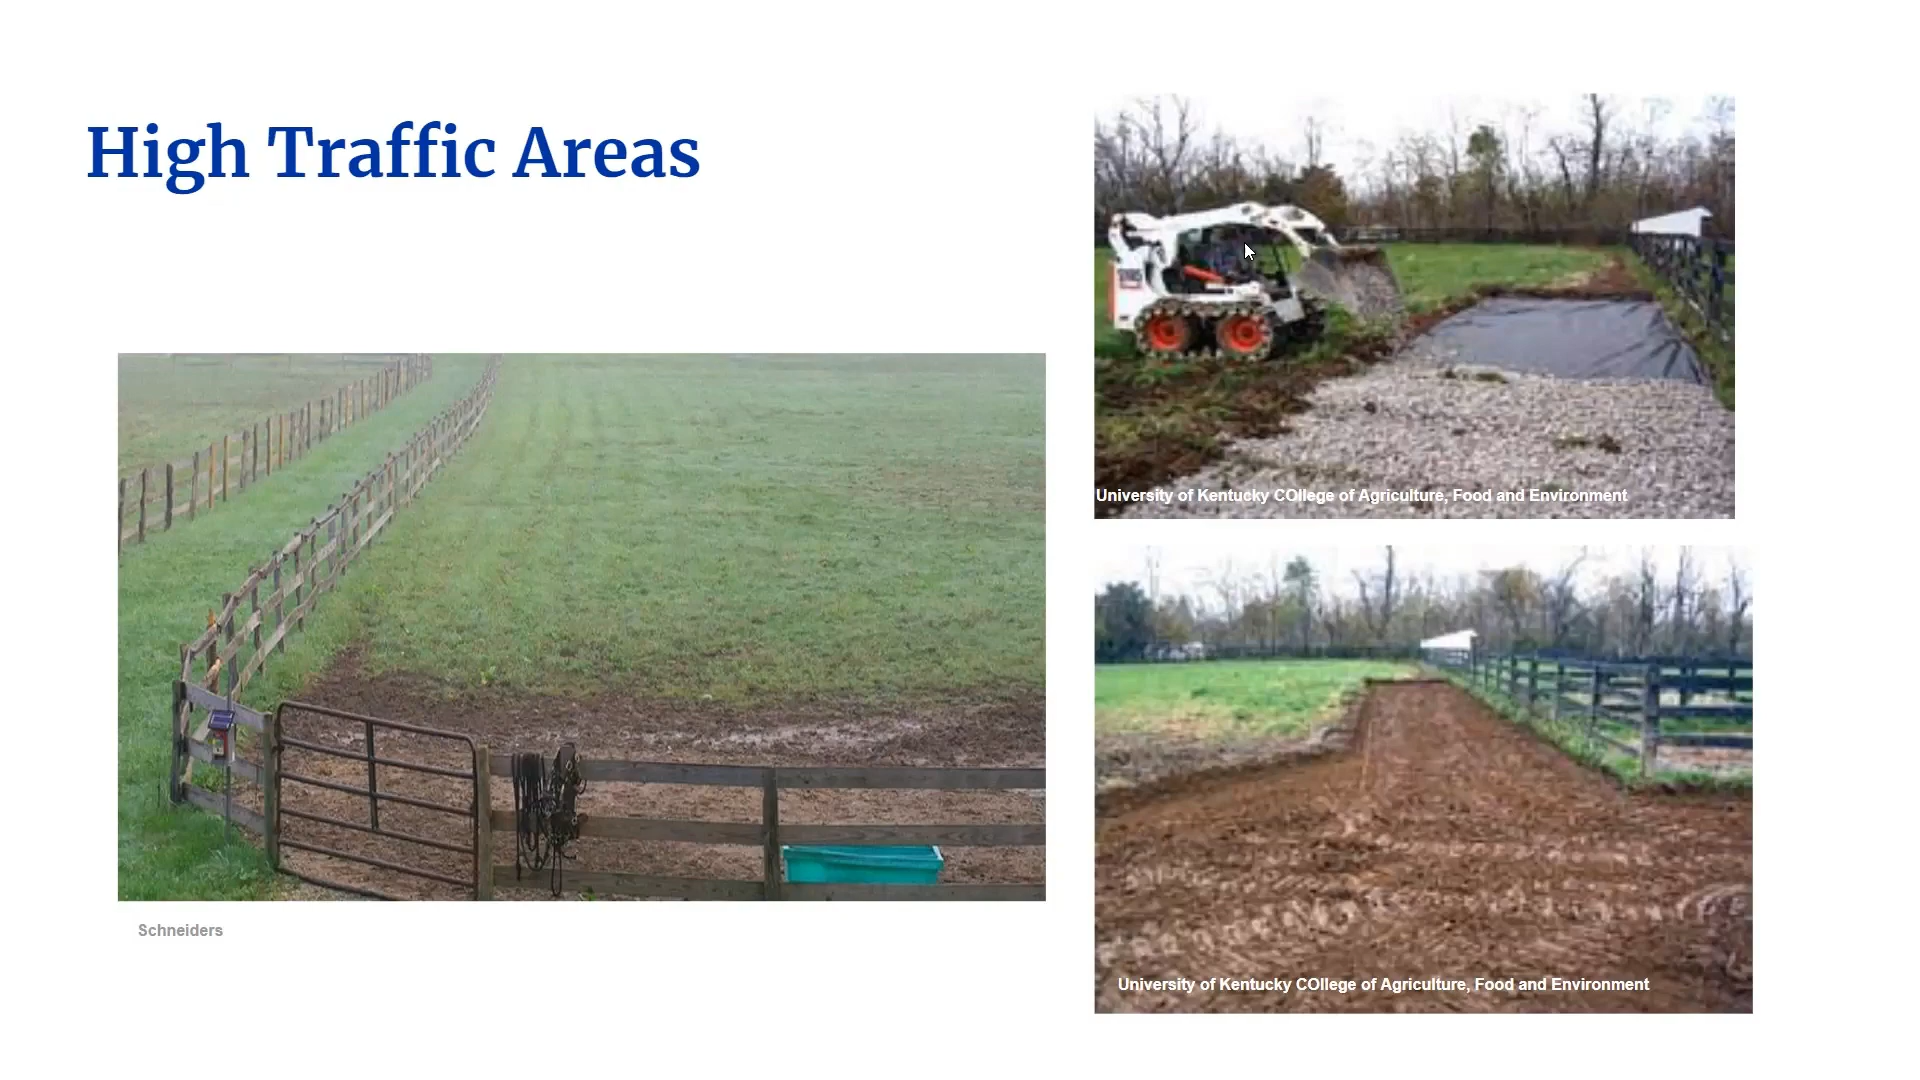 High Traffic Areas
University of Kentucky COllege of Agriculture, Food and Environment
Schneiders
University of Kentucky COllege of Agriculture, Food and Environment